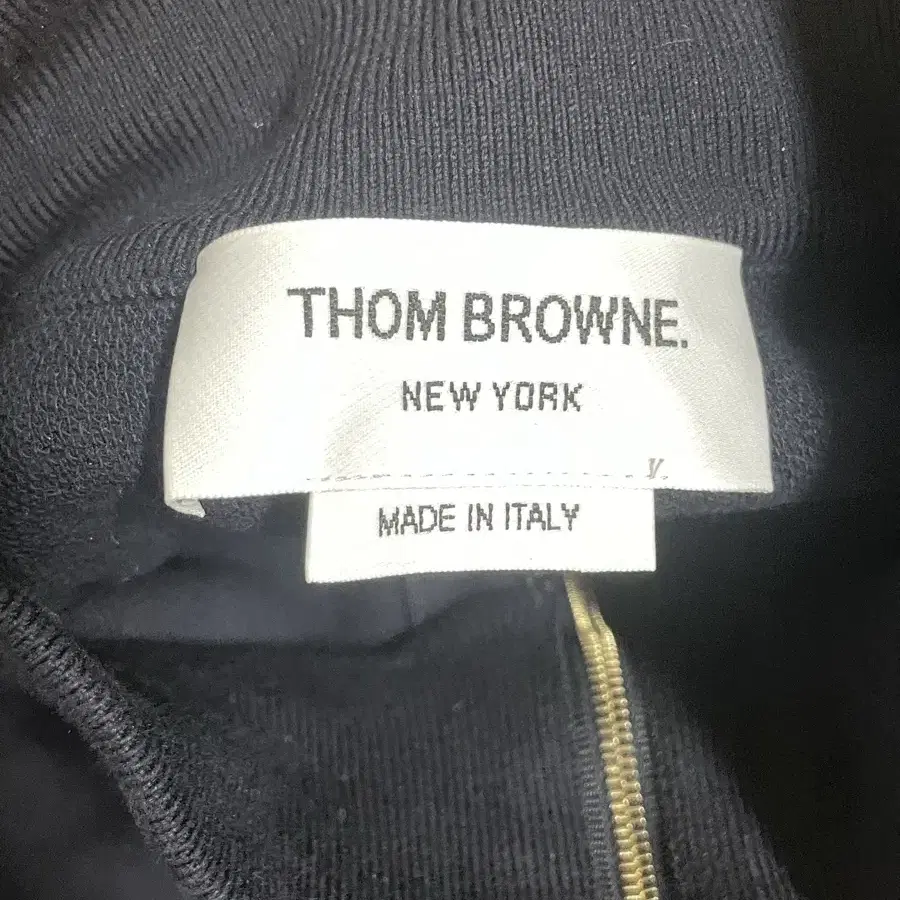 THOM BROWNE.
NEW YORK
V.
MADE IN ITALY